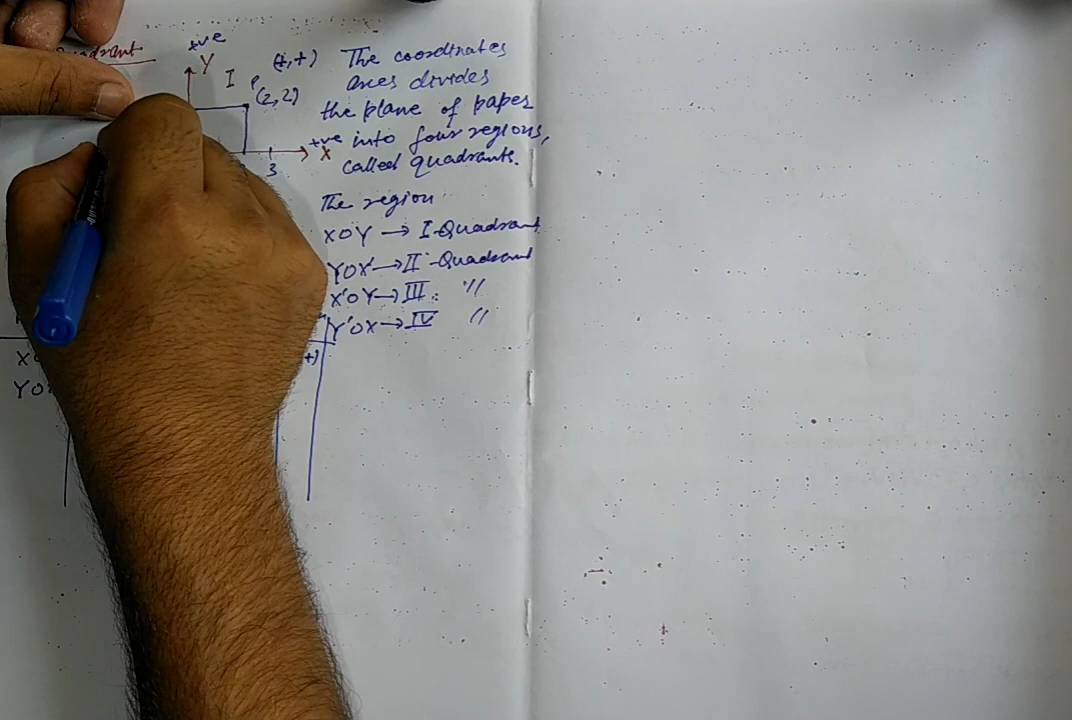 Quadrant
+ve
Y
I
(+,+)
P
(2,2)
+ve
X
3
The coordinates
axes divides
the plane of paper
into four regions,
called quadrants.
The region.
XOY → I-Quadrant
YOX' → II-Quadrant
X'OY → III. "
Y'OX → IV "
+)